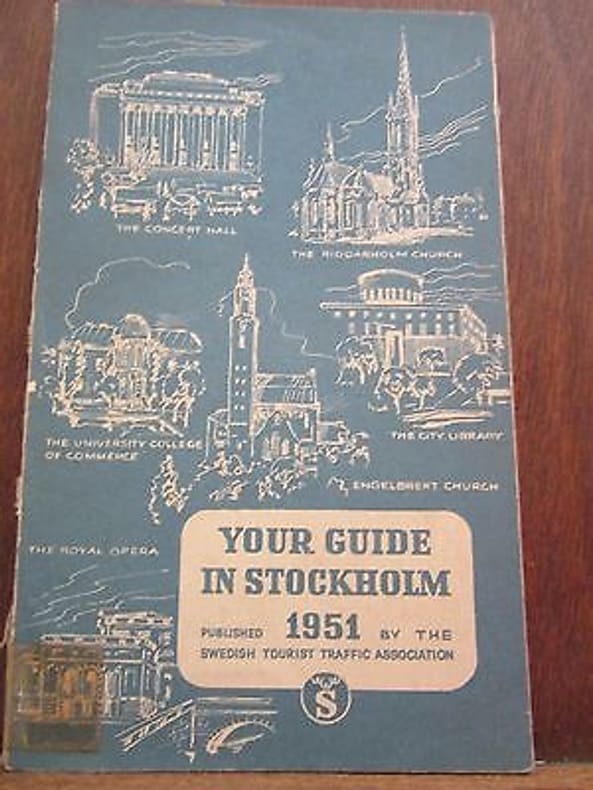 THE CONCERT HALL
THE RIDDARHOLM CHURCH
THE UNIVERSITY COLLEGE
OF COMMERCE
THE CITY LIBRARY
ENGELBREKT CHURCH
THE ROYAL OPERA
YOUR GUIDE
IN STOCKHOLM
PUBLISHED 1951 BY THE
SWEDISH TOURIST TRAFFIC ASSOCIATION
S